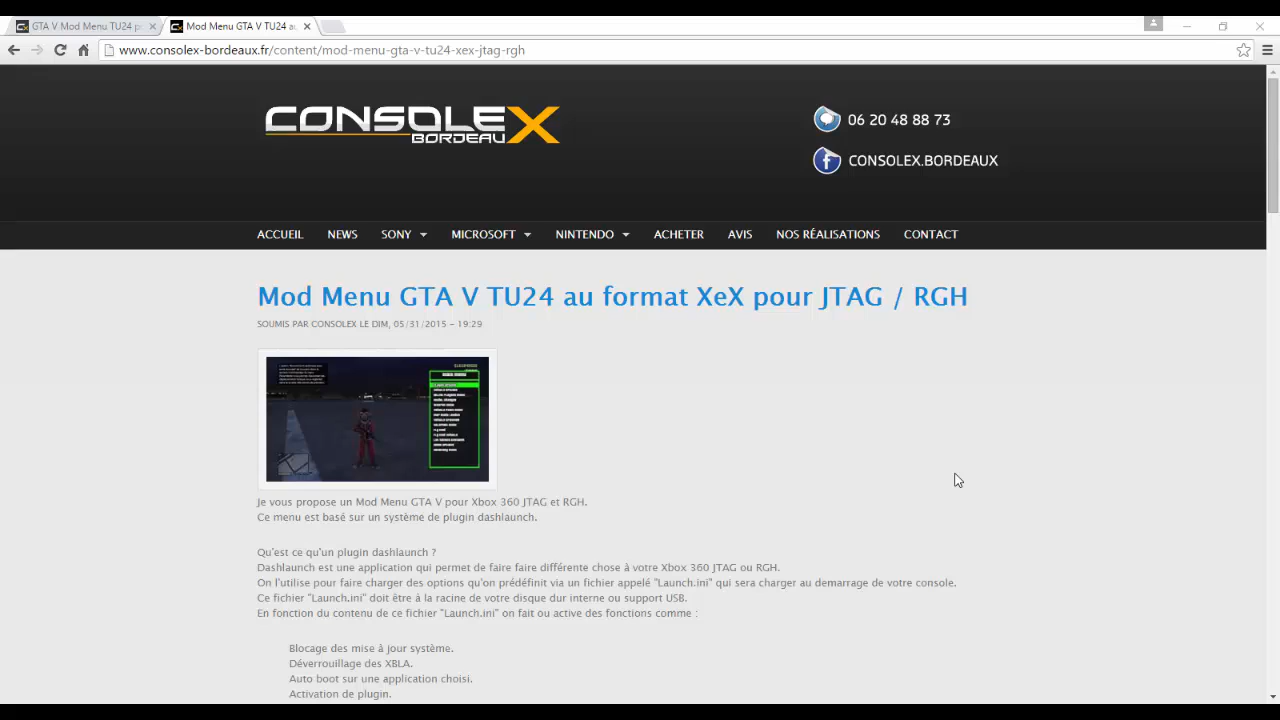 GTA V Mod Menu TU24 p
Mod Menu GTA V TU24 au
www.consolex-bordeaux.fr/content/mod-menu-gta-v-tu24-xex-jtag-rgh
CONSOLEX
BORDEAU
06 20 48 88 73
CONSOLEX.BORDEAUX
ACCUEIL NEWS SONY MICROSOFT NINTENDO ACHETER AVIS NOS RÉALISATIONS CONTACT
Mod Menu GTA V TU24 au format XeX pour JTAG / RGH
SOUMIS PAR CONSOLEX LE DIM, 05/31/2015 - 19:29
Je vous propose un Mod Menu GTA V pour Xbox 360 JTAG et RGH.
Ce menu est basé sur un système de plugin dashlaunch.
Qu'est ce qu'un plugin dashlaunch ?
Dashlaunch est une application qui permet de faire faire différente chose à votre Xbox 360 JTAG ou RGH.
On l'utilise pour faire charger des options qu'on prédéfinit via un fichier appelé "Launch.ini" qui sera charger au demarrage de votre console.
Ce fichier "Launch.ini" doit être à la racine de votre disque dur interne ou support USB.
En fonction du contenu de ce fichier "Launch.ini" on fait ou active des fonctions comme :
Blocage des mise à jour système.
Déverrouillage des XBLA.
Auto boot sur une application choisi.
Activation de plugin.